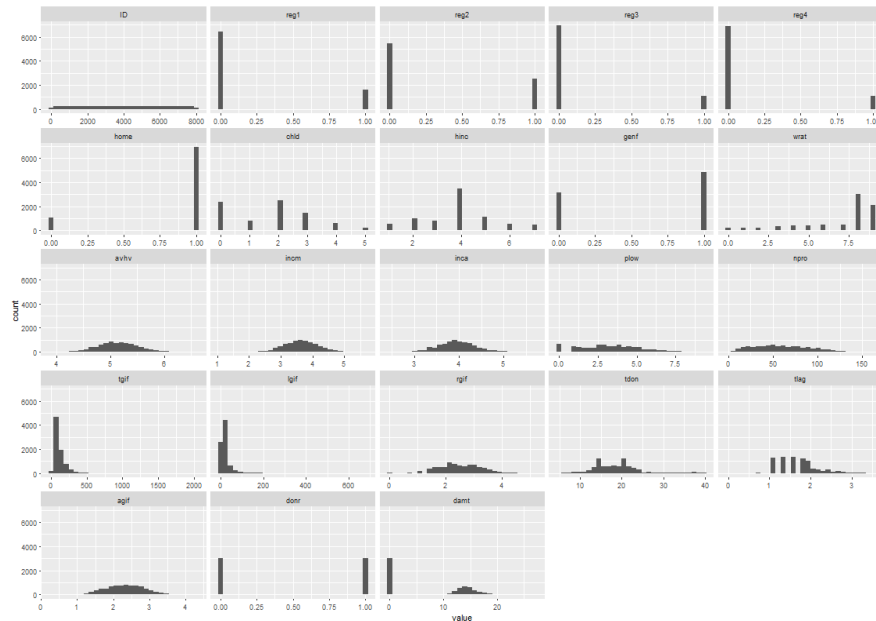 ID reg1 reg2 reg3 reg4
6000
4000
2000
0
0 2000 4000 6000 8000 0.00 0.25 0.50 0.75 1.00 0.00 0.25 0.50 0.75 1.00 0.00 0.25 0.50 0.75 1.00 0.00 0.25 0.50 0.75 1.00
home chld hinc genf wrat
6000
4000
2000
0
0.00 0.25 0.50 0.75 1.00 0 1 2 3 4 5 2 4 6 0.00 0.25 0.50 0.75 1.00 0.0 2.5 5.0 7.5
avhv incm inca plow npro
6000
4000
2000
0
4 5 6 1 2 3 4 5 3 4 5 0.0 2.5 5.0 7.5 0 50 100 150
count
tgif lgif rgif tdon tlag
6000
4000
2000
0
0 500 1000 1500 2000 0 200 400 600 0 2 4 10 20 30 40 0 1 2 3
agif donr damt
6000
4000
2000
0
0 1 2 3 4 0.00 0.25 0.50 0.75 1.00 0 10 20
value